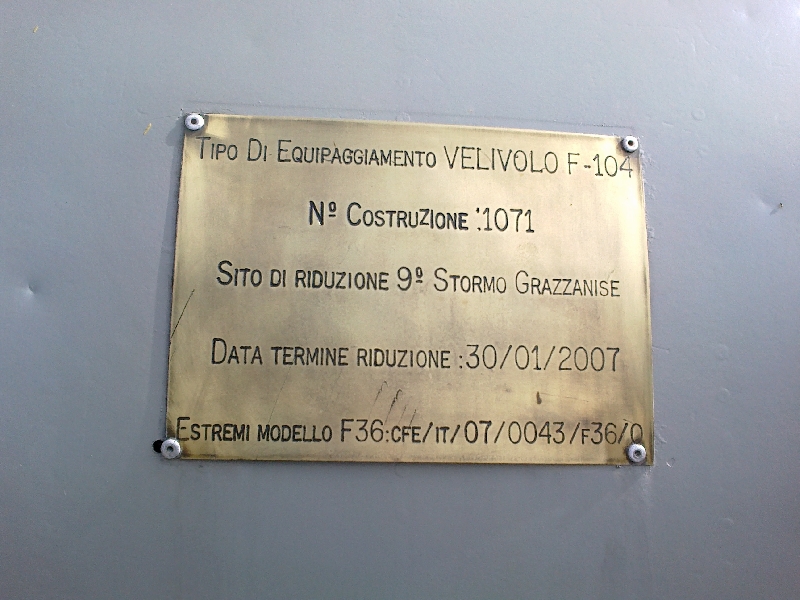 Tipo Di Equipaggiamento VELIVOLO F-104
Nº Costruzione :1071
Sito di riduzione 9º Stormo Grazzanise
Data termine riduzione :30/01/2007
Estremi modello F36:cfe/it/07/0043/f36/0